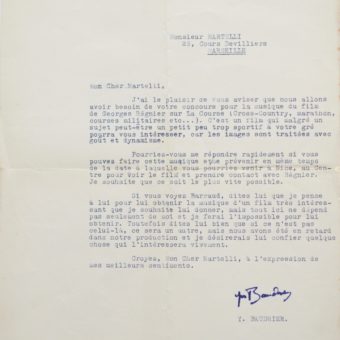 Monsieur MARTELLI
23, Cours Devilliers
MARSEILLE
Mon Cher Martelli,
J'ai le plaisir de vous aviser que nous allons
avoir besoin de votre concours pour la musique du film
de Georges Régnier sur La Course (Cross-Country, marathon,
courses militaires etc...). C'est un film qui malgré un
sujet peut-être un petit peu trop sportif à votre gré
pourra vous intéresser, car les images sont traitées avec
goût et dynamisme.
Pourriez-vous me répondre rapidement si vous
pouvez faire cette musique et me prévenir en même temps
de la date à laquelle vous pourriez venir à Nice, au Cen-
tre pour voir le film et prendre contact avec Régnier.
Je souhaite que ce soit le plus vite possible.
Si vous voyez Barraud, dites lui que je pense
à lui pour lui obtenir la musique d'un film très intéres-
sant que je souhaite lui donner, mais tout ici ne dépend
pas seulement de moi et je ferai l'impossible pour lui
obtenir. Toutefois dites lui bien que si ce n'est pas
celui-là, ce sera un autre, mais nous avons été en retard
dans notre production et je désirerais lui confier quelque
chose qui l'intéressera vivement.
Croyez, Mon Cher Martelli, à l'expression de
mes meilleurs sentiments.
Y. BAUDRIER.